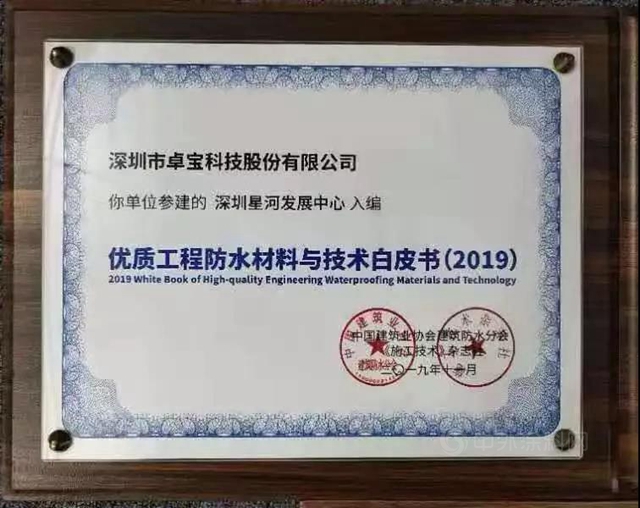 深圳市卓宝科技股份有限公司
你单位参建的 深圳星河发展中心 入编
优质工程防水材料与技术白皮书(2019)
2019 White Book of High-quality Engineering Waterproofing Materials and Technology
中国建筑业协会建筑防水分会
《施工技术》杂志社
二〇一九年十一月